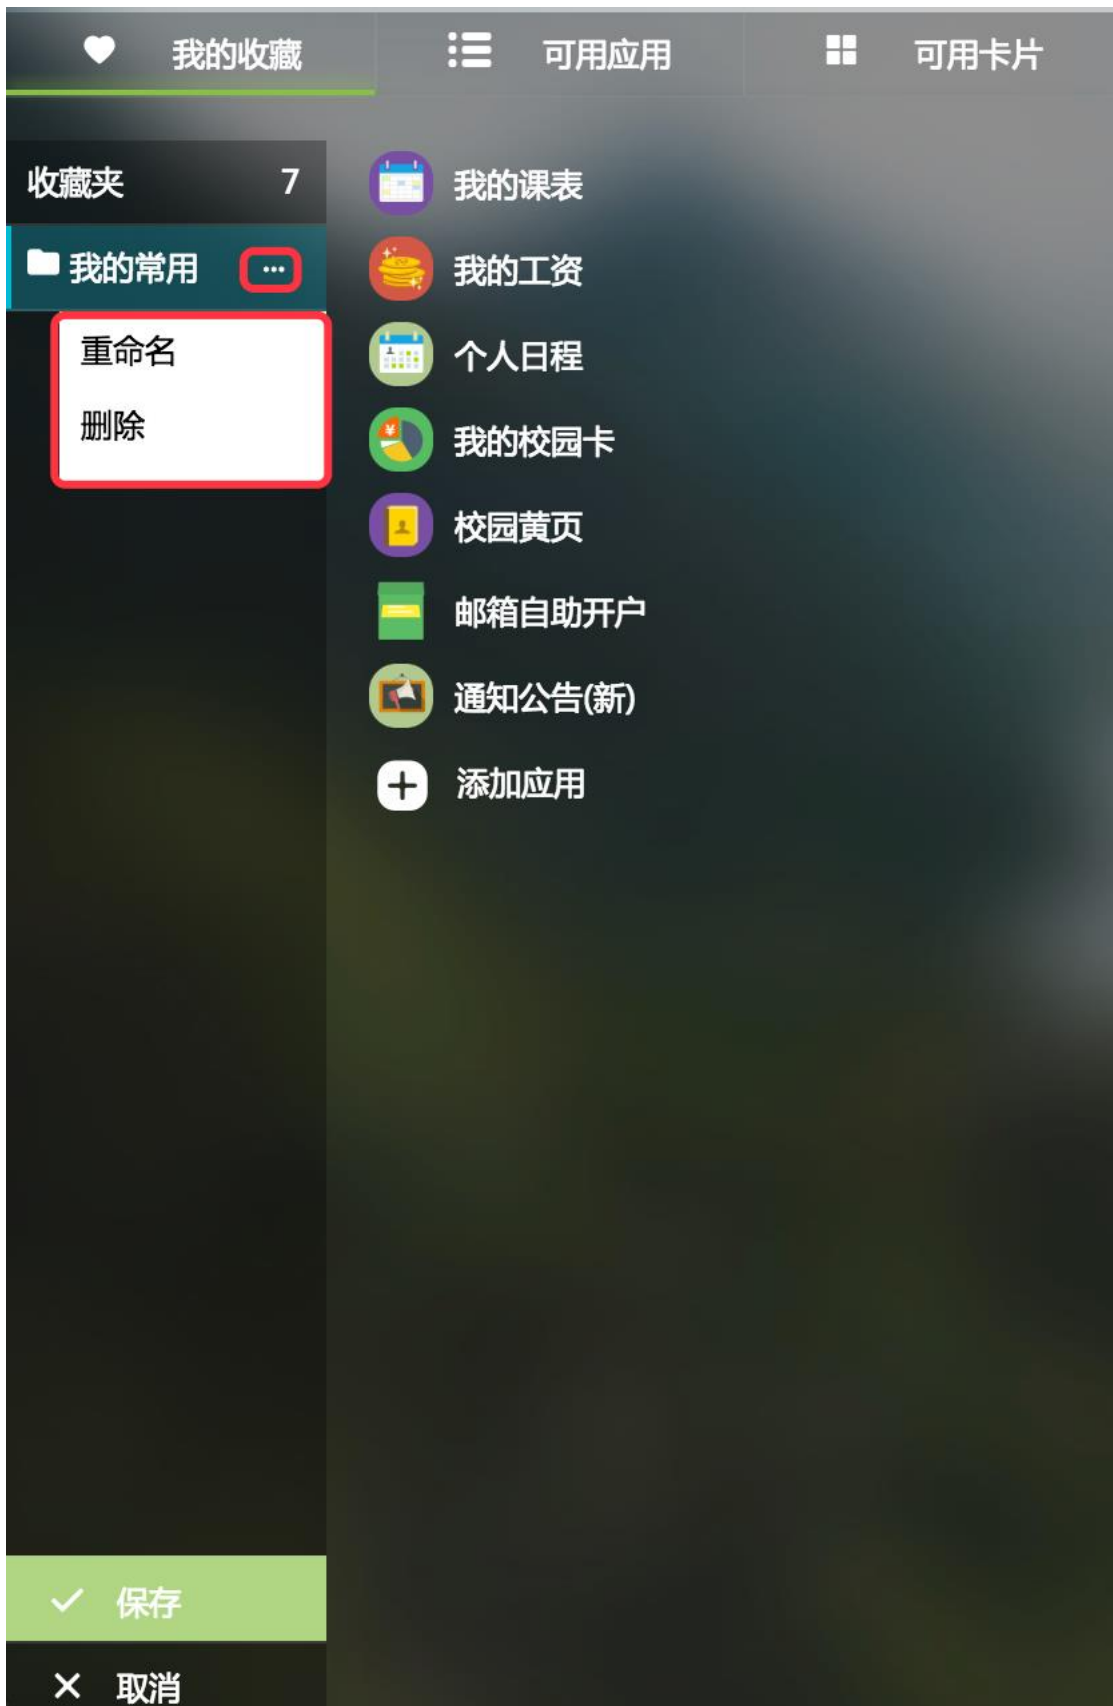 我的收藏 可用应用 可用卡片
收藏夹 7
我的常用 ...
重命名
删除
我的课表
我的工资
个人日程
我的校园卡
校园黄页
邮箱自助开户
通知公告(新)
添加应用
保存
取消